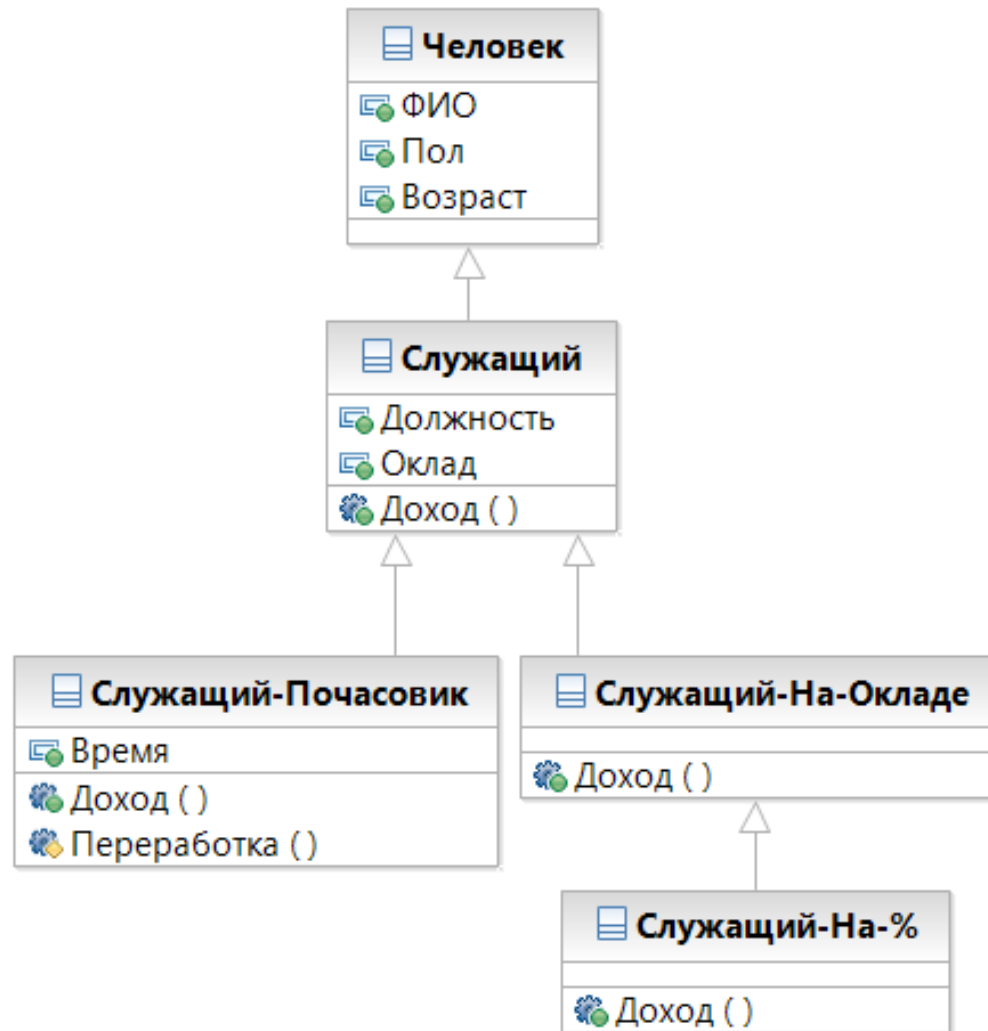 Человек
ФИО
Пол
Возраст
Служащий
Должность
Оклад
Доход ( )
Служащий-Почасовик
Время
Доход ( )
Переработка ( )
Служащий-На-Окладе
Доход ( )
Служащий-На-%
Доход ( )